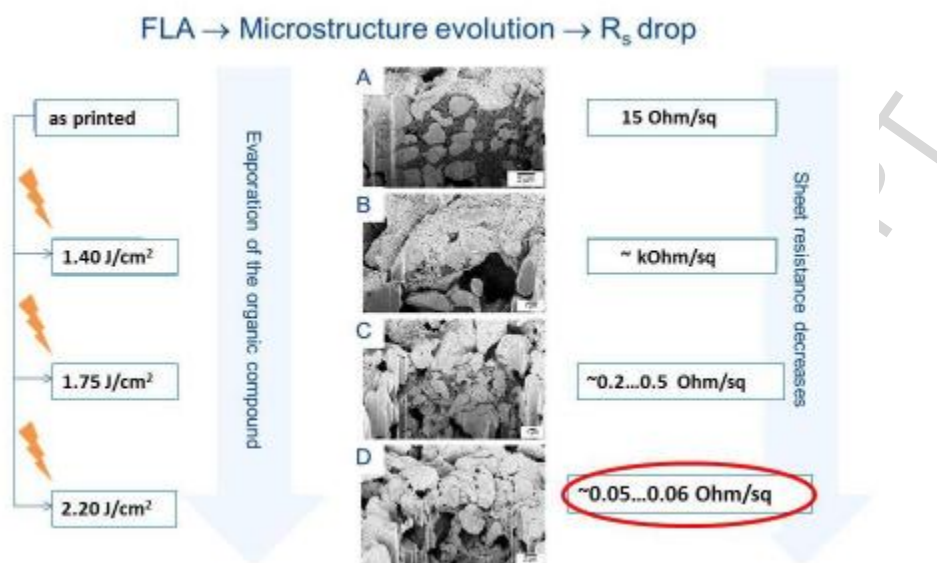 FLA → Microstructure evolution → Rₛ drop
A
as printed
15 Ohm/sq
B
1.40 J/cm²
~ kOhm/sq
C
1.75 J/cm²
~0.2...0.5 Ohm/sq
D
2.20 J/cm²
~0.05...0.06 Ohm/sq
Evaporation of the organic compound
Sheet resistance decreases